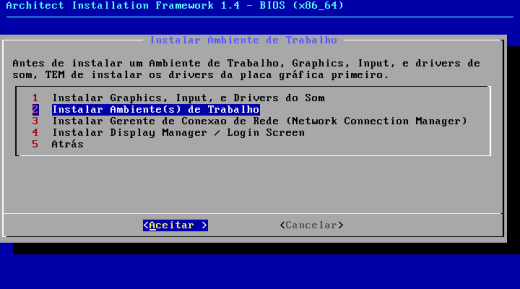 Architect Installation Framework 1.4 - BIOS (x86_64)
Instalar Ambiente de Trabalho
Antes de instalar um Ambiente de Trabalho, Graphics, Input, e drivers de
som, TEM de instalar os drivers da placa gráfica primeiro.
1 Instalar Graphics, Input, e Drivers do Som
2 Instalar Ambiente(s) de Trabalho
3 Instalar Gerente de Conexao de Rede (Network Connection Manager)
4 Instalar Display Manager / Login Screen
5 Atrás
<Aceitar > <Cancelar>